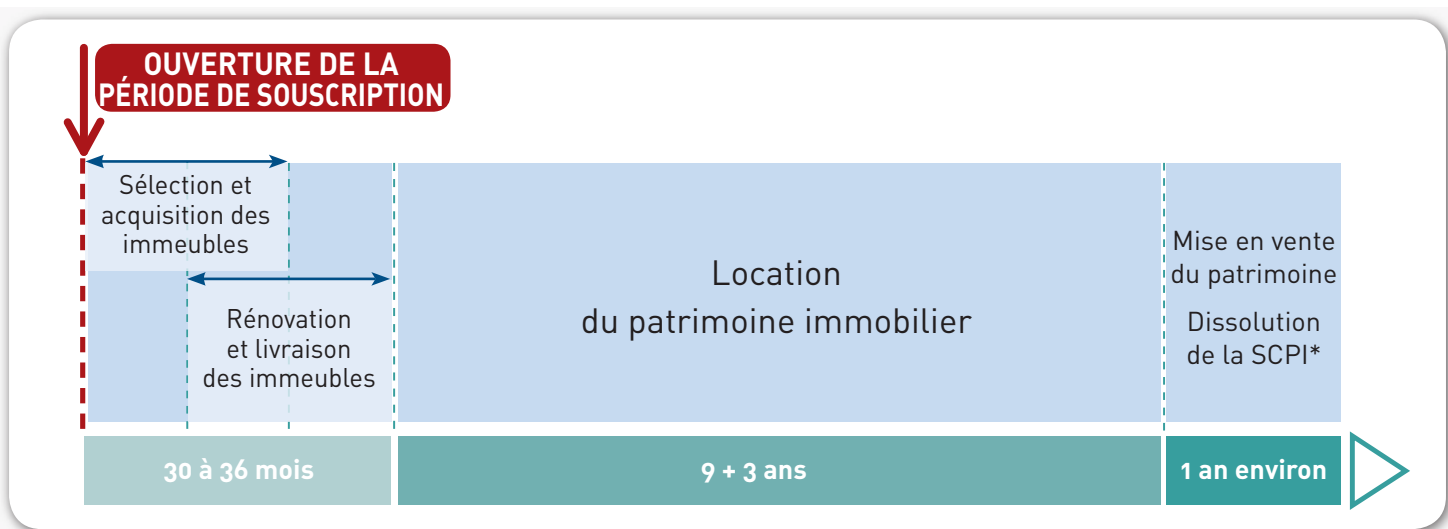 OUVERTURE DE LA
PÉRIODE DE SOUSCRIPTION
Sélection et
acquisition des
immeubles
Rénovation
et livraison
des immeubles
Location
du patrimoine immobilier
Mise en vente
du patrimoine
Dissolution
de la SCPI*
30 à 36 mois
9 + 3 ans
1 an environ